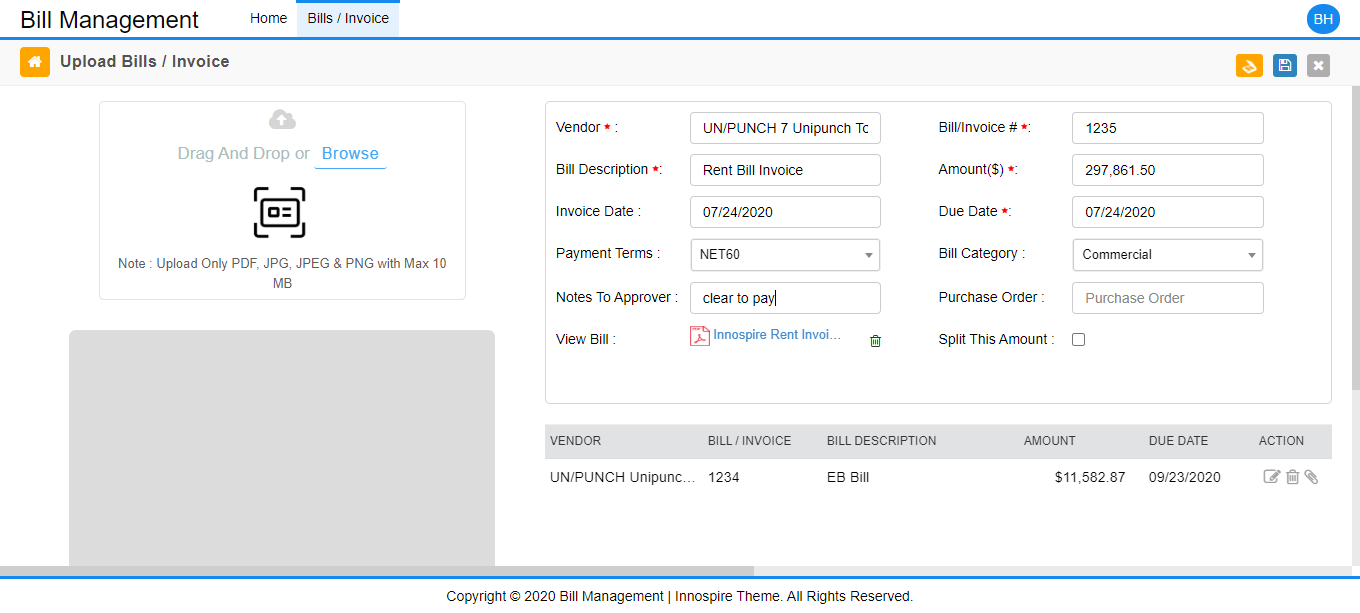 Bill Management Home Bills / Invoice BH
Upload Bills / Invoice
Drag And Drop or Browse
Note : Upload Only PDF, JPG, JPEG & PNG with Max 10
MB
Vendor * : UN/PUNCH 7 Unipunch To Bill/Invoice # *: 1235
Bill Description *: Rent Bill Invoice Amount($) *: 297,861.50
Invoice Date : 07/24/2020 Due Date *: 07/24/2020
Payment Terms : NET60 Bill Category : Commercial
Notes To Approver : clear to pay Purchase Order : Purchase Order
View Bill : Innospire Rent Invoi... Split This Amount :
VENDOR BILL / INVOICE BILL DESCRIPTION AMOUNT DUE DATE ACTION
UN/PUNCH Unipunc... 1234 EB Bill $11,582.87 09/23/2020
Copyright © 2020 Bill Management | Innospire Theme. All Rights Reserved.